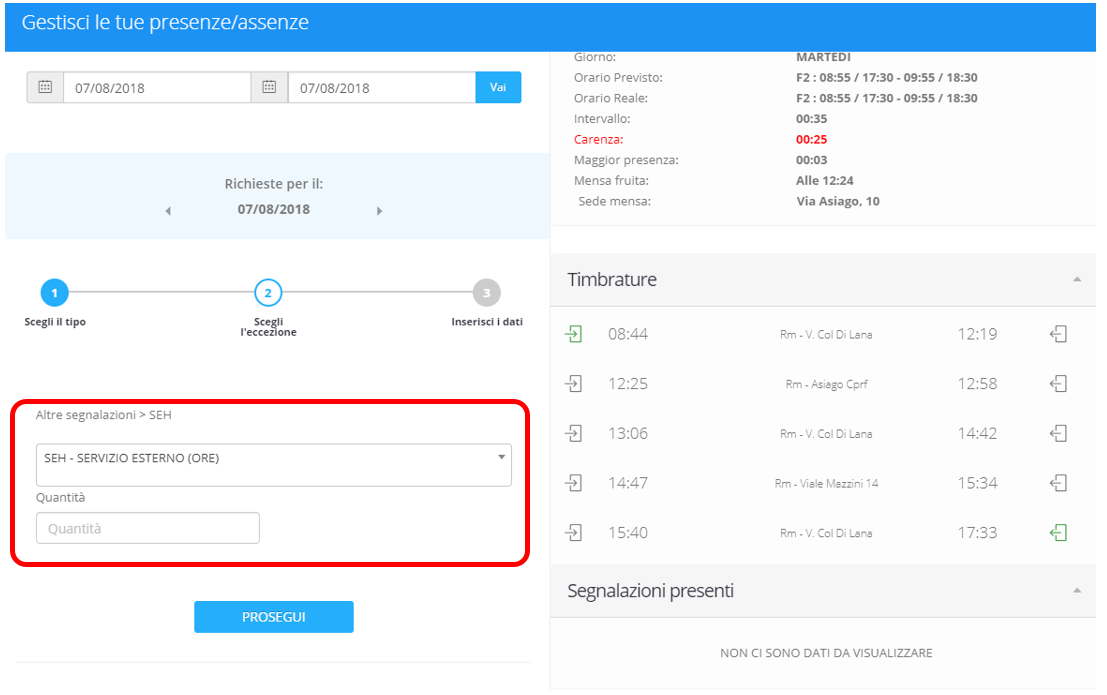 Gestisci le tue presenze/assenze
07/08/2018 07/08/2018 Vai
Richieste per il:
07/08/2018
1 2 3
Scegli il tipo
Scegli
l'eccezione
Inserisci i dati
Altre segnalazioni > SEH
SEH - SERVIZIO ESTERNO (ORE)
Quantità
Quantità
PROSEGUI
Giorno: MARTEDI
Orario Previsto: F2 : 08:55 / 17:30 - 09:55 / 18:30
Orario Reale: F2 : 08:55 / 17:30 - 09:55 / 18:30
Intervallo: 00:35
Carenza: 00:25
Maggior presenza: 00:03
Mensa fruita: Alle 12:24
Sede mensa: Via Asiago, 10
Timbrature
08:44 Rm - V. Col Di Lana 12:19
12:25 Rm - Asiago Cprf 12:58
13:06 Rm - V. Col Di Lana 14:42
14:47 Rm - Viale Mazzini 14 15:34
15:40 Rm - V. Col Di Lana 17:33
Segnalazioni presenti
NON CI SONO DATI DA VISUALIZZARE